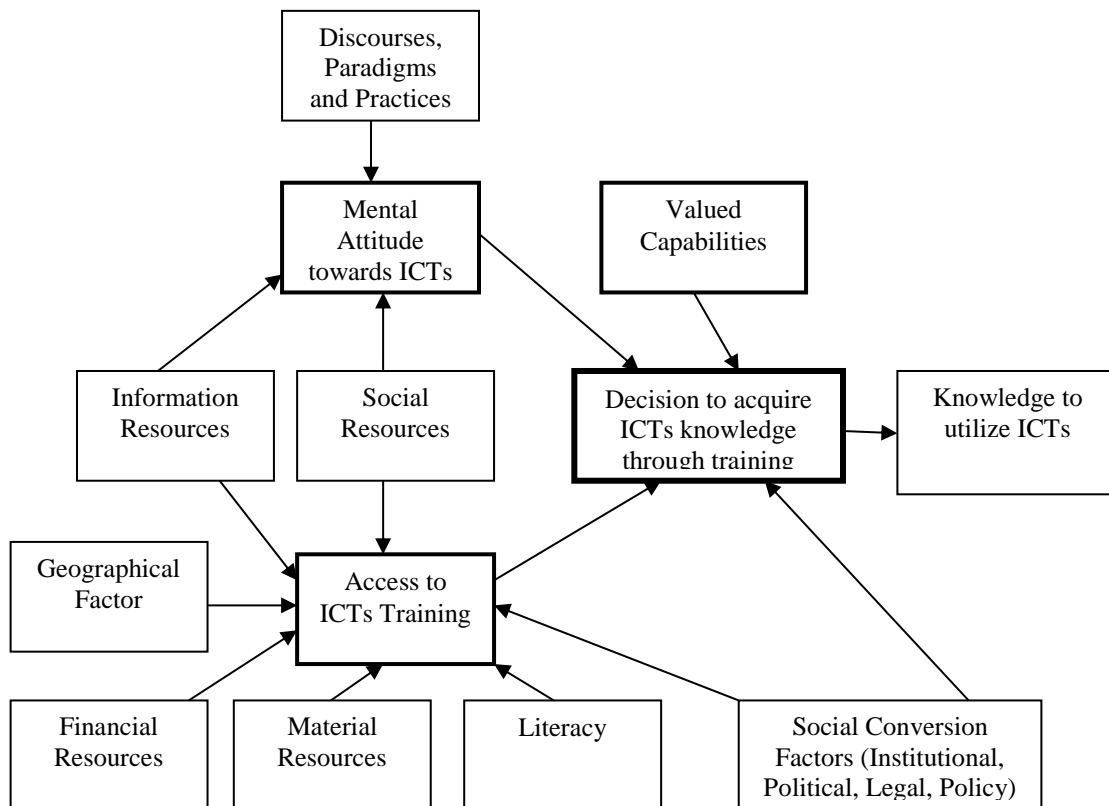 Discourses,
Paradigms
and Practices
Mental
Attitude
towards ICTs
Valued
Capabilities
Information
Resources
Social
Resources
Decision to acquire
ICTs knowledge
through training
Knowledge to
utilize ICTs
Geographical
Factor
Access to
ICTs Training
Financial
Resources
Material
Resources
Literacy
Social Conversion
Factors (Institutional,
Political, Legal, Policy)